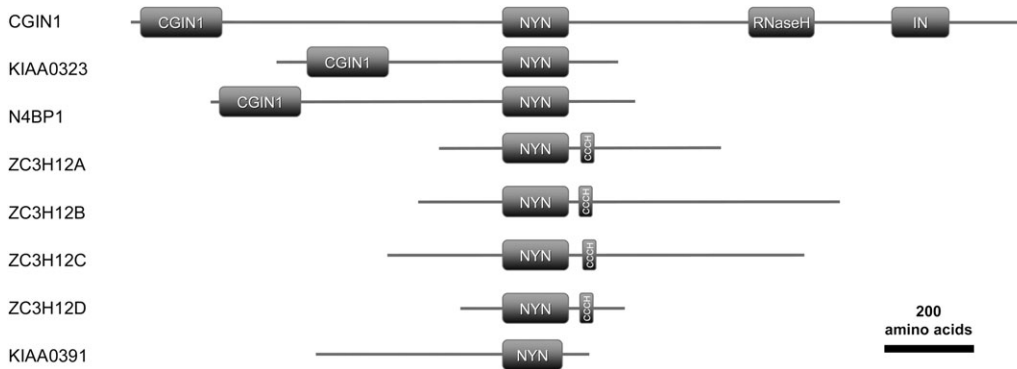 CGIN1 CGIN1 NYN RNaseH IN
KIAA0323 CGIN1 NYN
N4BP1 CGIN1 NYN
ZC3H12A NYN CCCH
ZC3H12B NYN CCCH
ZC3H12C NYN CCCH
ZC3H12D NYN CCCH
KIAA0391 NYN
200
amino acids